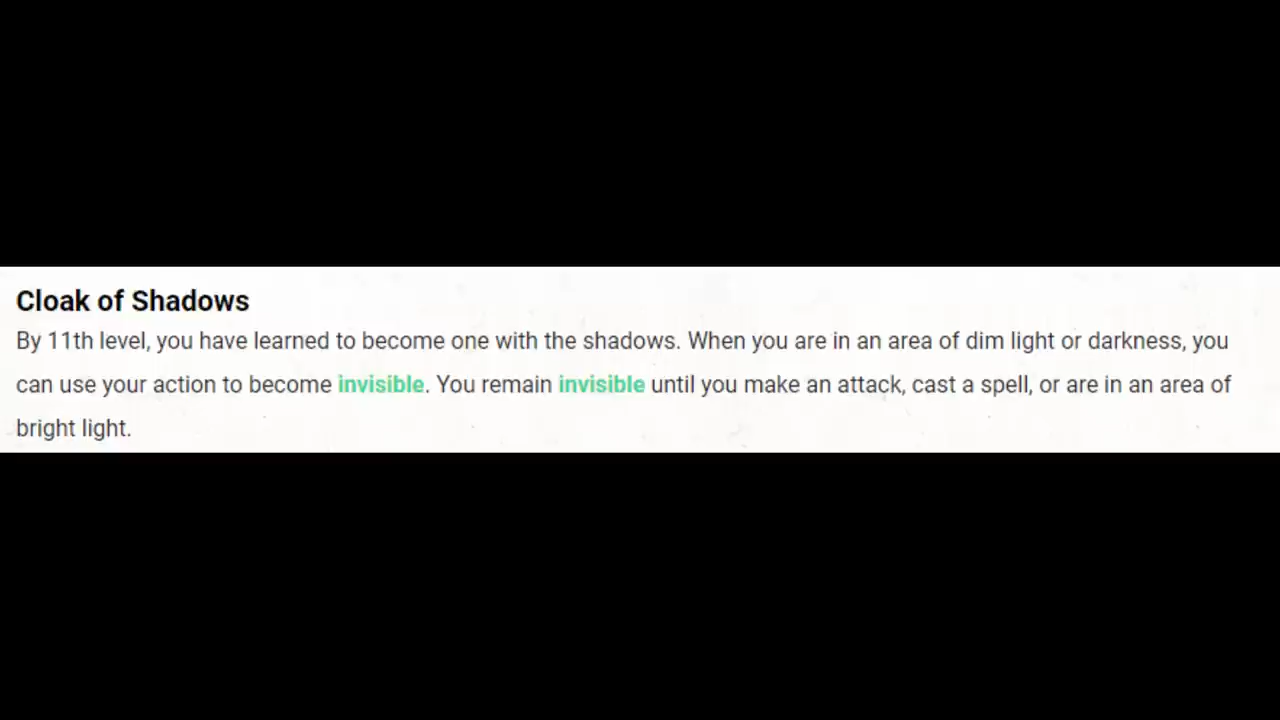 Cloak of Shadows
By 11th level, you have learned to become one with the shadows. When you are in an area of dim light or darkness, you
can use your action to become invisible. You remain invisible until you make an attack, cast a spell, or are in an area of
bright light.